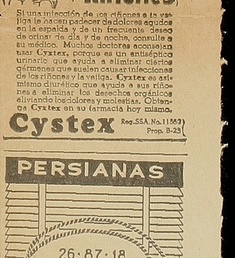 Si una infección de los riñones o la ve-
jiga le hacen padecer de dolores agudos
en la espalda y de un frecuente deseo
de orinar de día y de noche, consulte a
su médico. Muchos doctores aconsejan
usar Cystex, porque es un antiséptico
urinario que ayuda a eliminar ciertos
gérmenes que suelen causar infecciones
de los riñones y la vejiga. Cystex es así
mismo diurético que ayuda a sus riño-
nes a eliminar los desechos orgánicos
aliviando los dolores y molestias. Obten-
ga Cystex en su farmacia hoy mismo.
Cystex Reg. SSA. No. 11563
Prop. B-23
PERSIANAS
26·87·18